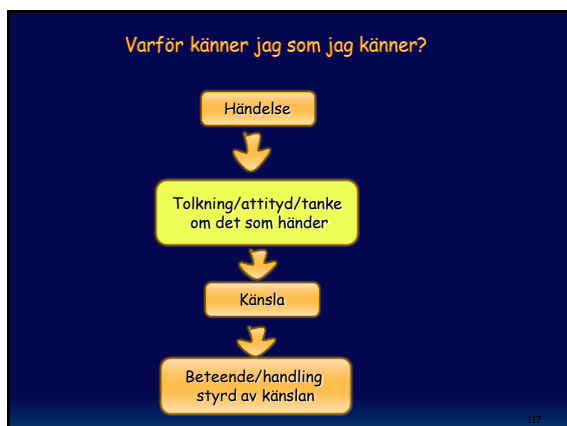 Varför känner jag som jag känner?
Händelse
Tolkning/attityd/tanke
om det som händer
Känsla
Beteende/handling
styrd av känslan
117